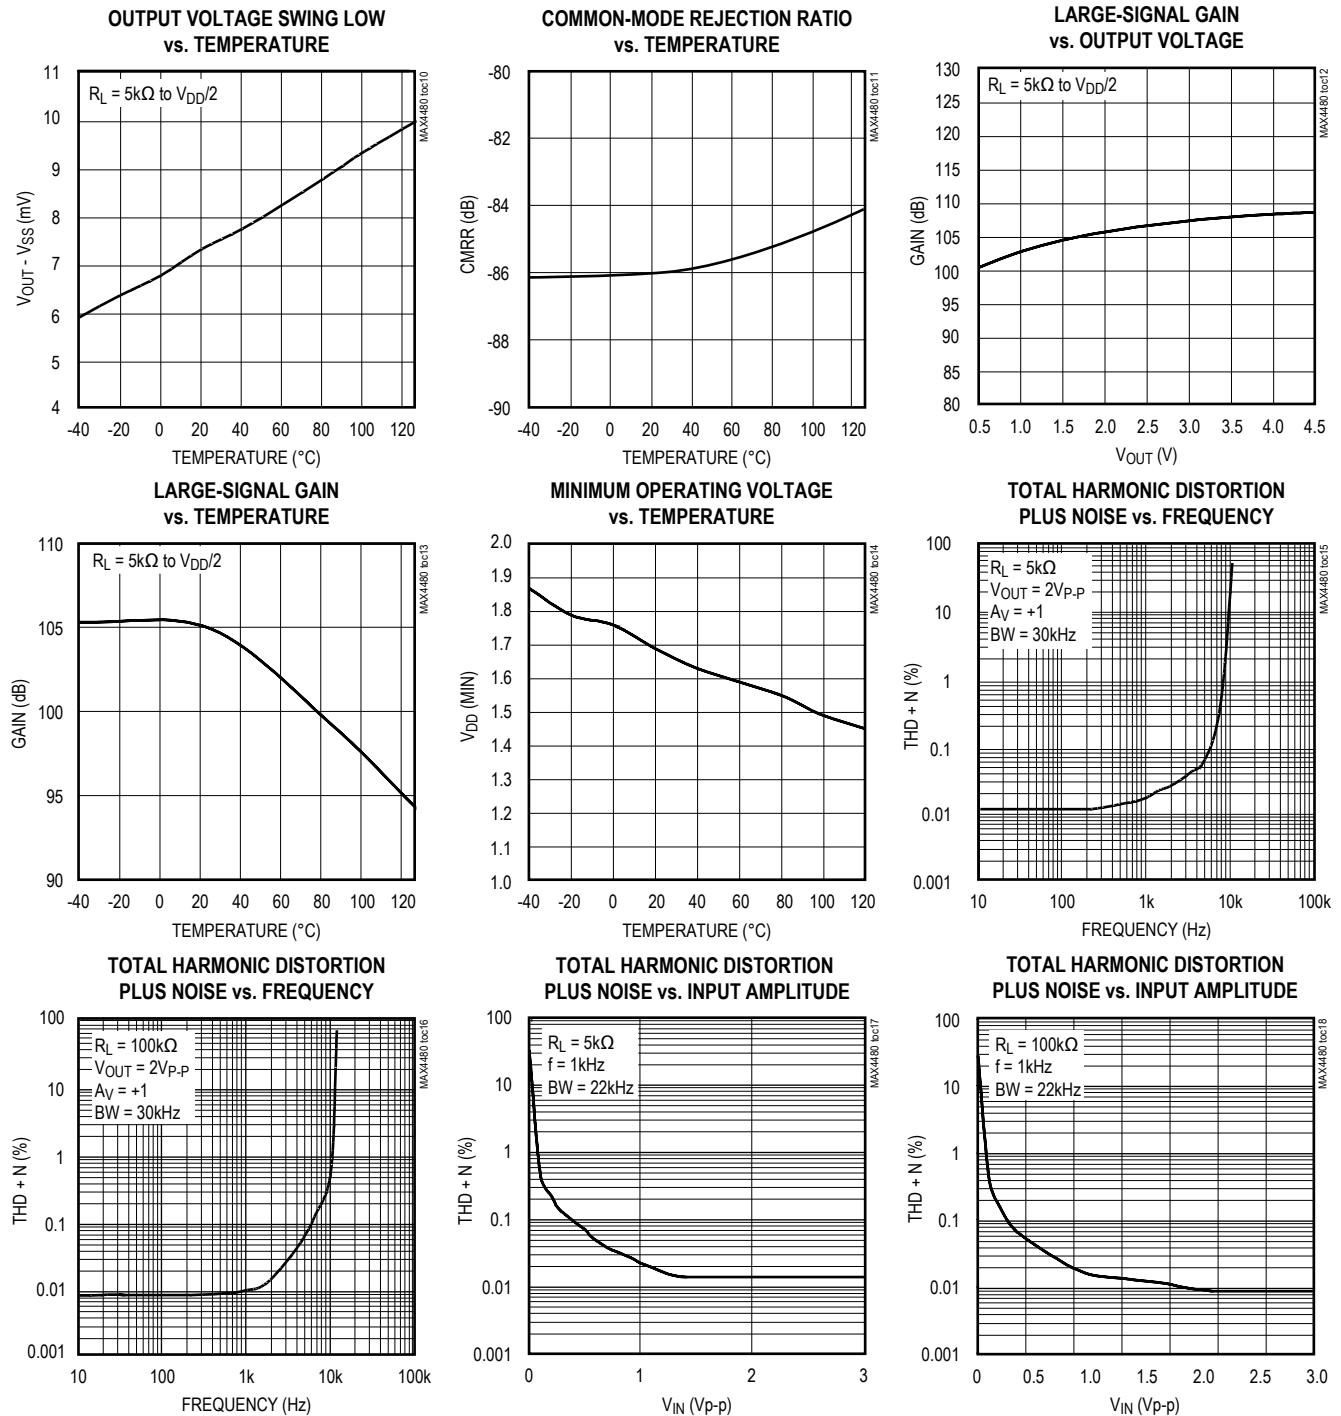 OUTPUT VOLTAGE SWING LOW
vs. TEMPERATURE
11
10
9
8
7
6
5
4
VOUT - VSS (mV)
RL = 5kΩ to VDD/2
MAX4480 toc10
-40 -20 0 20 40 60 80 100 120
TEMPERATURE (°C)
COMMON-MODE REJECTION RATIO
vs. TEMPERATURE
-80
-82
-84
-86
-88
-90
CMRR (dB)
MAX4480 toc11
-40 -20 0 20 40 60 80 100 120
TEMPERATURE (°C)
LARGE-SIGNAL GAIN
vs. OUTPUT VOLTAGE
130
125
120
115
110
105
100
95
90
85
80
GAIN (dB)
RL = 5kΩ to VDD/2
MAX4480 toc12
0.5 1.0 1.5 2.0 2.5 3.0 3.5 4.0 4.5
VOUT (V)
LARGE-SIGNAL GAIN
vs. TEMPERATURE
110
105
100
95
90
GAIN (dB)
RL = 5kΩ to VDD/2
MAX4480 toc13
-40 -20 0 20 40 60 80 100 120
TEMPERATURE (°C)
MINIMUM OPERATING VOLTAGE
vs. TEMPERATURE
2.0
1.9
1.8
1.7
1.6
1.5
1.4
1.3
1.2
1.1
1.0
VDD (MIN)
MAX4480 toc14
-40 -20 0 20 40 60 80 100 120
TEMPERATURE (°C)
TOTAL HARMONIC DISTORTION
PLUS NOISE vs. FREQUENCY
100
10
1
0.1
0.01
0.001
THD + N (%)
RL = 5kΩ
VOUT = 2VP-P
AV = +1
BW = 30kHz
MAX4480 toc15
10 100 1k 10k 100k
FREQUENCY (Hz)
TOTAL HARMONIC DISTORTION
PLUS NOISE vs. FREQUENCY
100
10
1
0.1
0.01
0.001
THD + N (%)
RL = 100kΩ
VOUT = 2VP-P
AV = +1
BW = 30kHz
MAX4480 toc16
10 100 1k 10k 100k
FREQUENCY (Hz)
TOTAL HARMONIC DISTORTION
PLUS NOISE vs. INPUT AMPLITUDE
100
10
1
0.1
0.01
0.001
THD + N (%)
RL = 5kΩ
f = 1kHz
BW = 22kHz
MAX4480 toc17
0 1 2 3
VIN (Vp-p)
TOTAL HARMONIC DISTORTION
PLUS NOISE vs. INPUT AMPLITUDE
100
10
1
0.1
0.01
0.001
THD + N (%)
RL = 100kΩ
f = 1kHz
BW = 22kHz
MAX4480 toc18
0 0.5 1.0 1.5 2.0 2.5 3.0
VIN (Vp-p)